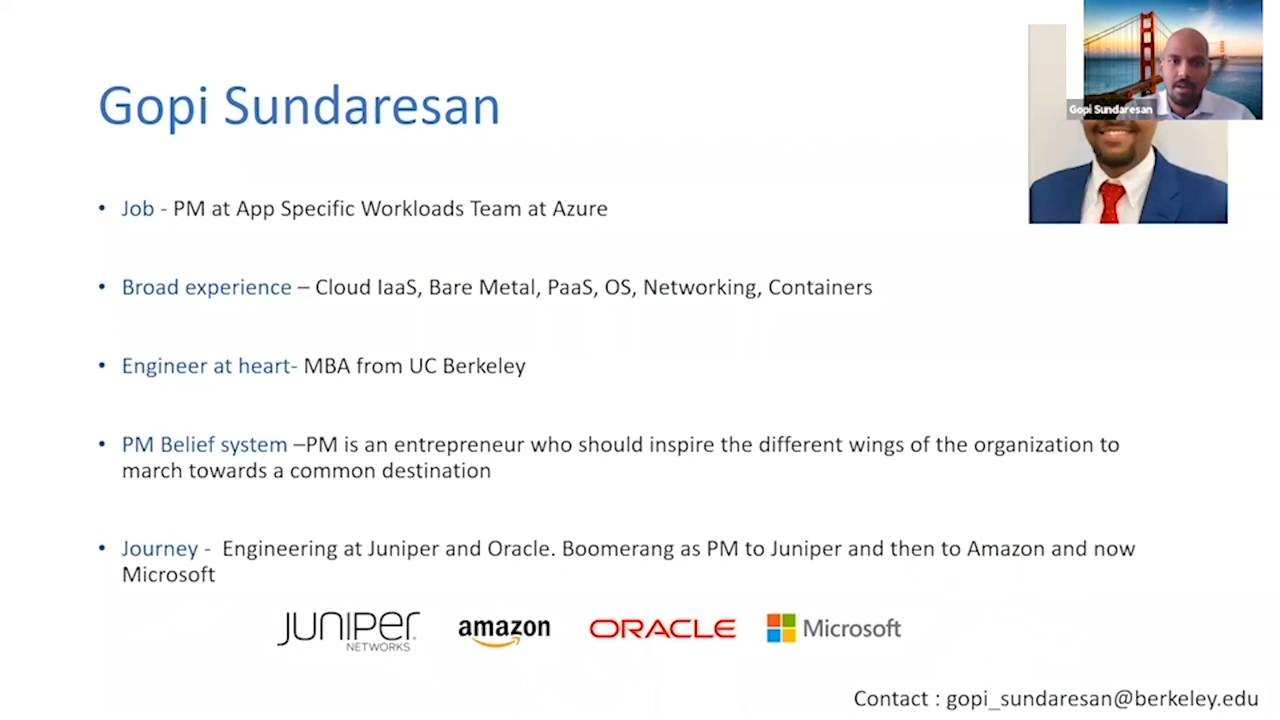 Gopi Sundaresan
Gopi Sundaresan
• Job - PM at App Specific Workloads Team at Azure
• Broad experience – Cloud IaaS, Bare Metal, PaaS, OS, Networking, Containers
• Engineer at heart- MBA from UC Berkeley
• PM Belief system –PM is an entrepreneur who should inspire the different wings of the organization to
march towards a common destination
• Journey - Engineering at Juniper and Oracle. Boomerang as PM to Juniper and then to Amazon and now
Microsoft
JUNIPER NETWORKS amazon ORACLE Microsoft
Contact : gopi_sundaresan@berkeley.edu